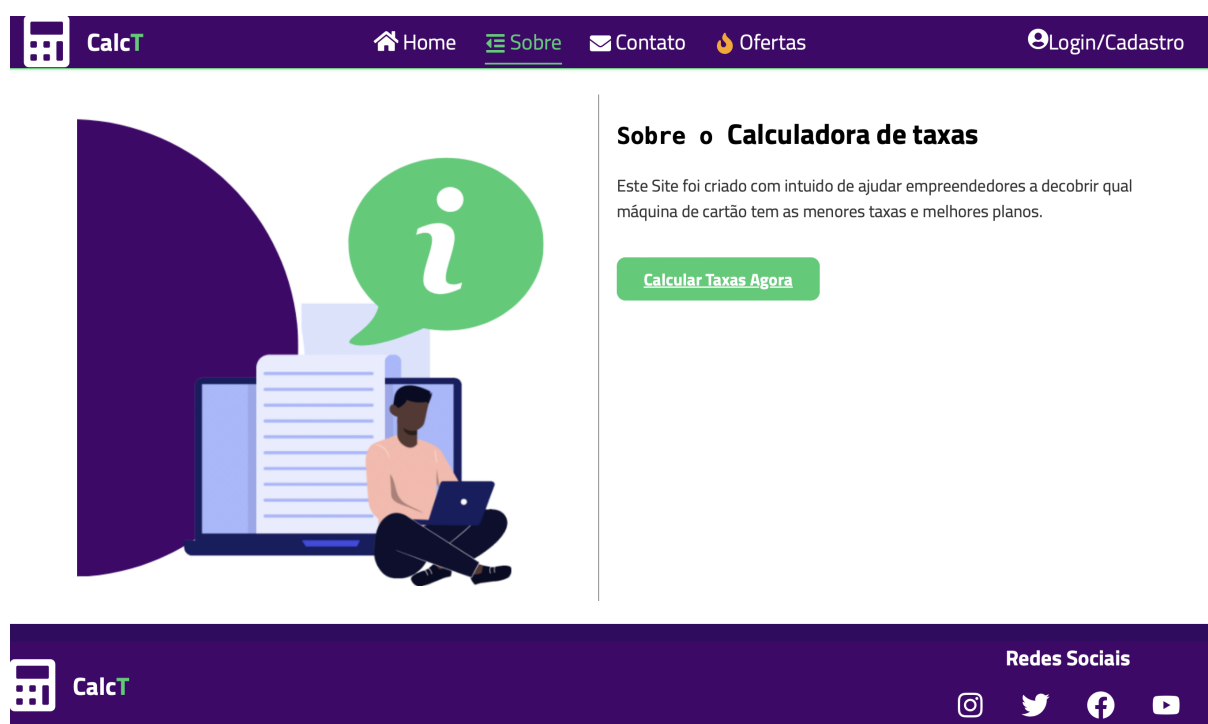 CalcT
Home
Sobre
Contato
Ofertas
Login/Cadastro
Sobre o Calculadora de taxas
Este Site foi criado com intuido de ajudar empreendedores a decobrir qual
máquina de cartão tem as menores taxas e melhores planos.
Calcular Taxas Agora
i
Redes Sociais
CalcT